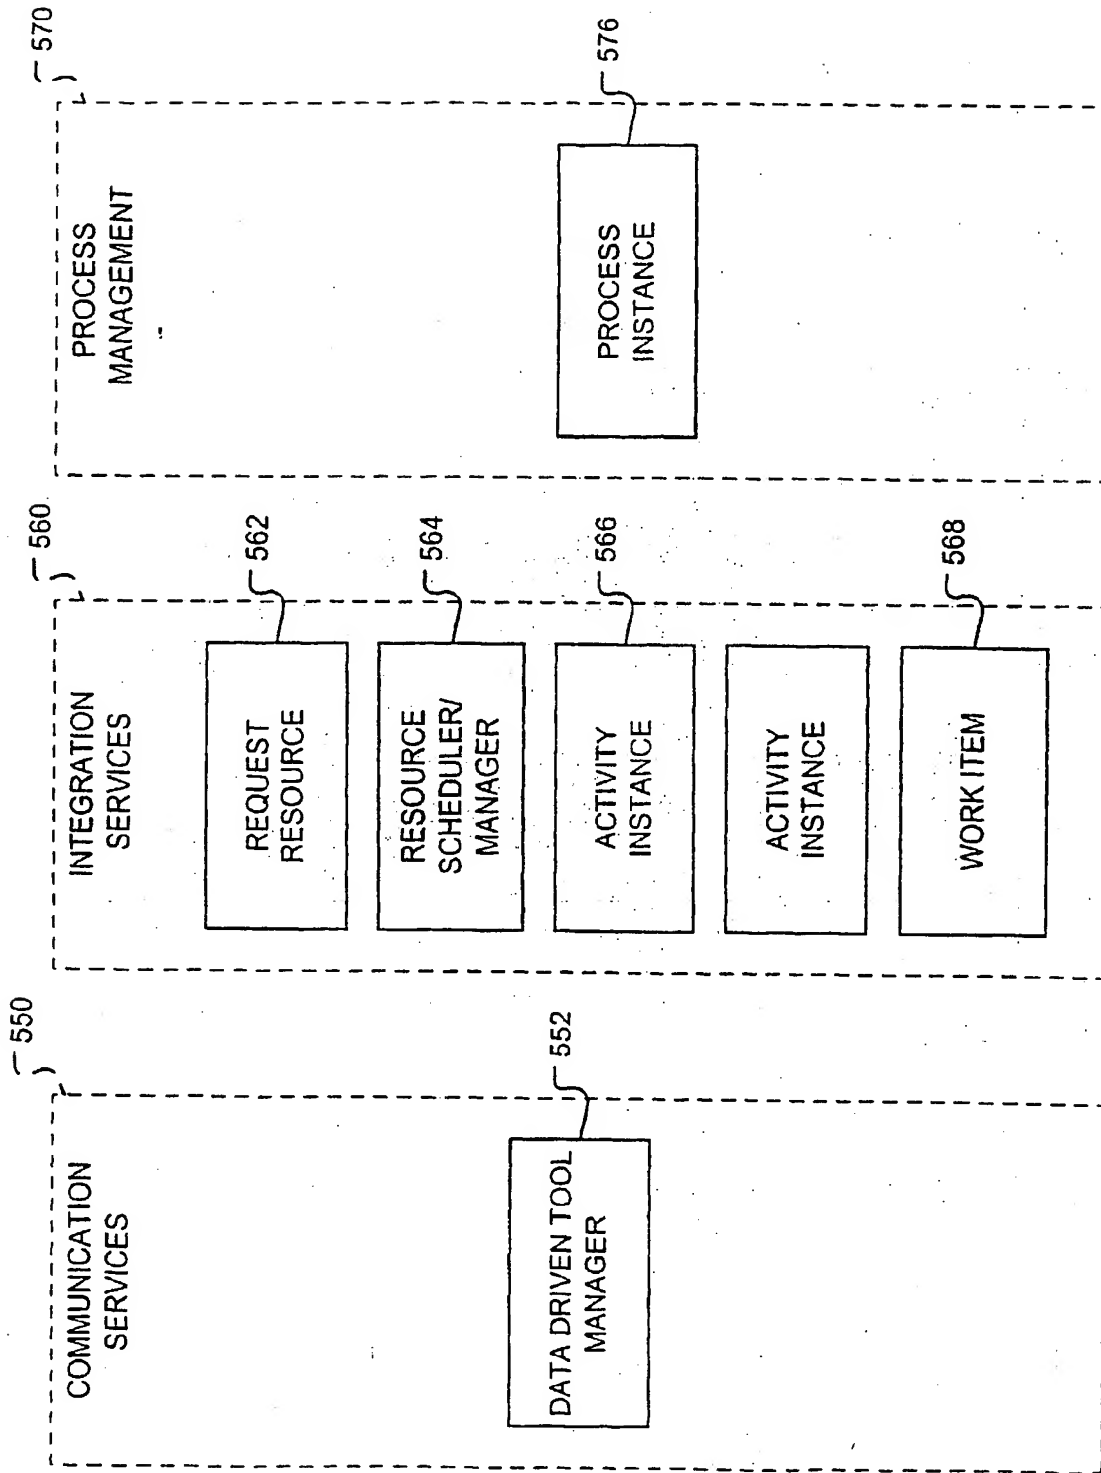 COMMUNICATION
SERVICES
550
DATA DRIVEN TOOL
MANAGER
552
INTEGRATION
SERVICES
560
REQUEST
RESOURCE
562
RESOURCE
SCHEDULER/
MANAGER
564
ACTIVITY
INSTANCE
566
ACTIVITY
INSTANCE
WORK ITEM
568
PROCESS
MANAGEMENT
570
PROCESS
INSTANCE
576